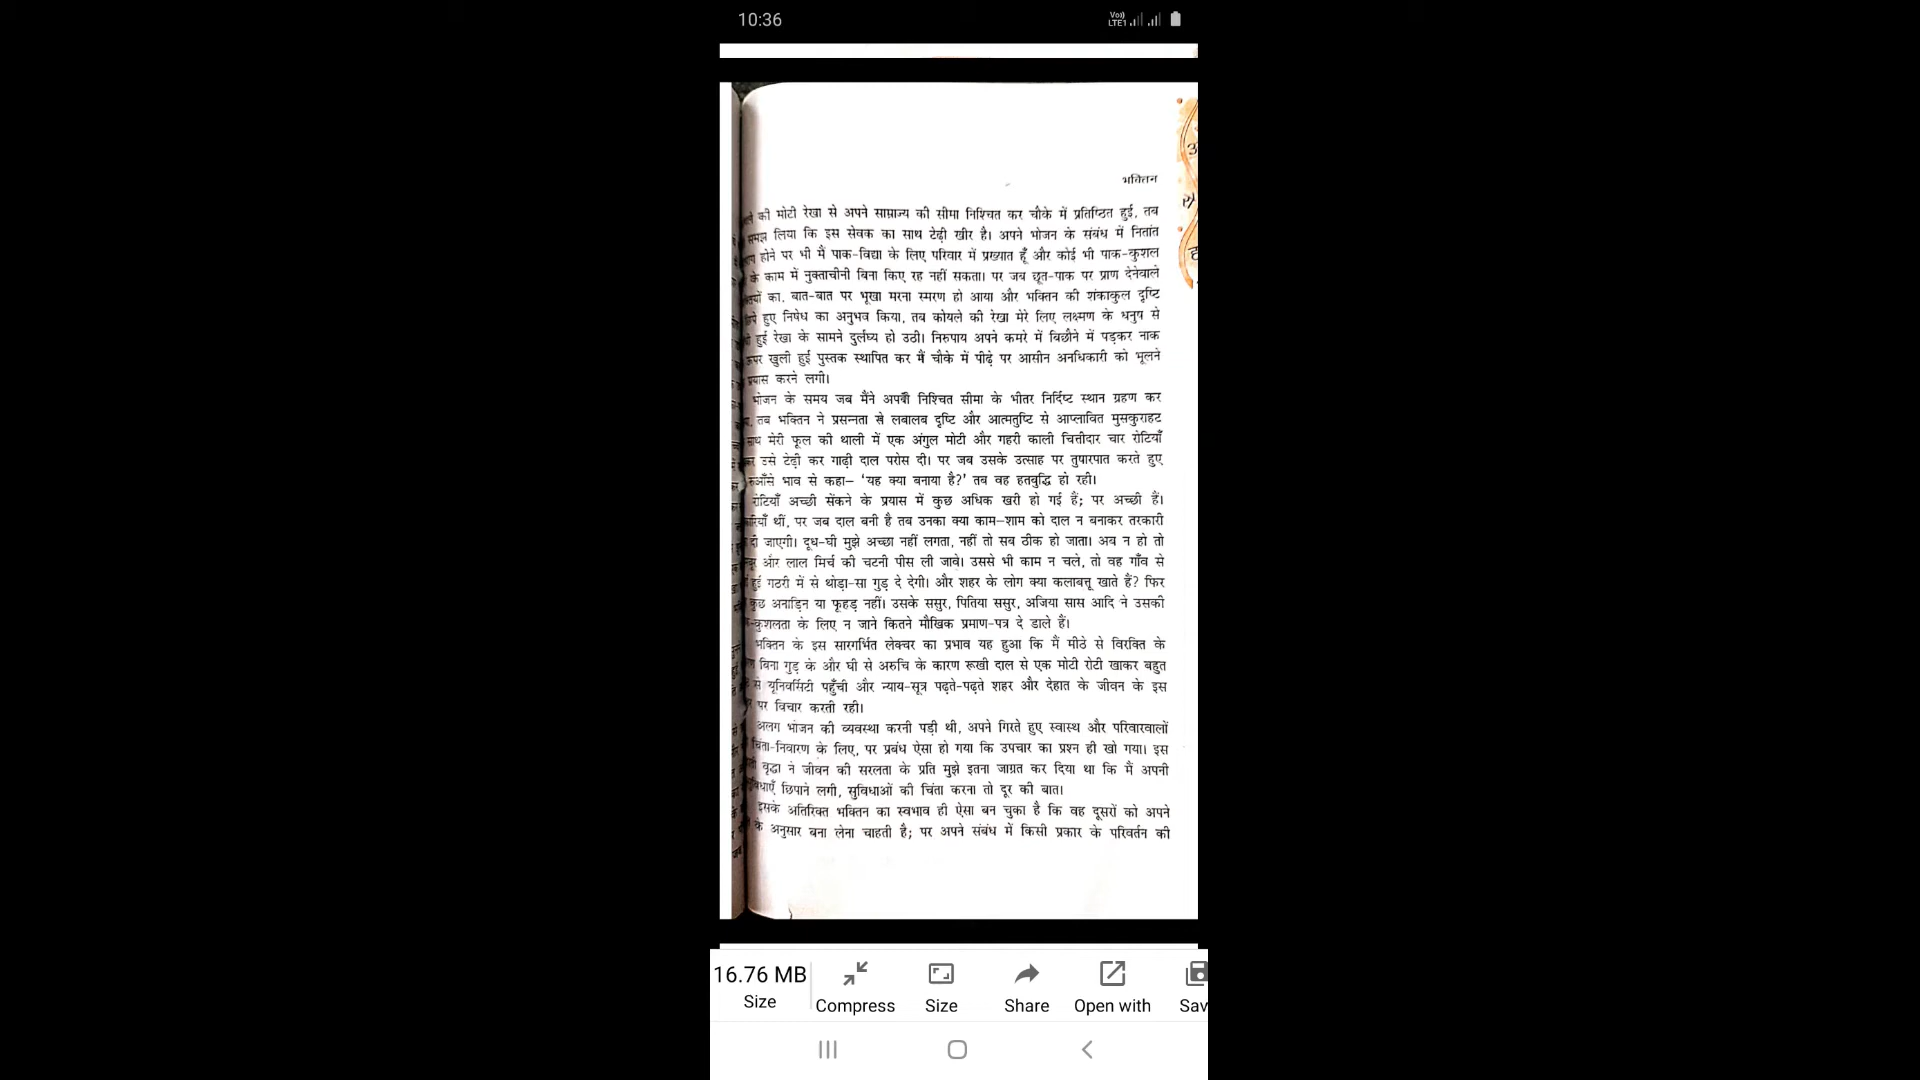 10:36
Vo)) LTE1
भक्तिन
की मोटी रेखा से अपने साम्राज्य की सीमा निश्चित कर चौके में प्रतिष्ठित हुई, तब
समझ लिया कि इस सेवक का साथ टेढ़ी खीर है। अपने भोजन के संबंध में नितांत
होने पर भी मैं पाक-विद्या के लिए परिवार में प्रख्यात हूँ और कोई भी पाक-कुशल
के काम में नुक्ताचीनी बिना किए रह नहीं सकता। पर जब छूत-पाक पर प्राण देनेवाले
का, बात-बात पर भूखा मरना स्मरण हो आया और भक्तिन की शंकाकुल दृष्टि
हुए निषेध का अनुभव किया, तब कोयले की रेखा मेरे लिए लक्ष्मण के धनुष से
हुई रेखा के सामने दुर्लंघ्य हो उठी। निरुपाय अपने कमरे में बिछौने में पड़कर नाक
ऊपर खुली हुई पुस्तक स्थापित कर मैं चौके में पीढ़े पर आसीन अनधिकारी को भूलने
प्रयास करने लगी।
भोजन के समय जब मैंने अपनी निश्चित सीमा के भीतर निर्दिष्ट स्थान ग्रहण कर
तब भक्तिन ने प्रसन्नता से लबालब दृष्टि और आत्मतुष्टि से आप्लावित मुसकुराहट
साथ मेरी फूल की थाली में एक अंगुल मोटी और गहरी काली चित्तीदार चार रोटियाँ
उसे टेढ़ी कर गाढ़ी दाल परोस दी। पर जब उसके उत्साह पर तुषारपात करते हुए
रुआँसे भाव से कहा– ‘यह क्या बनाया है?’ तब वह हतबुद्धि हो रही।
रोटियाँ अच्छी सेंकने के प्रयास में कुछ अधिक खरी हो गई हैं; पर अच्छी हैं।
थीं, पर जब दाल बनी है तब उनका क्या काम–शाम को दाल न बनाकर तरकारी
दी जाएगी। दूध-घी मुझे अच्छा नहीं लगता, नहीं तो सब ठीक हो जाता। अब न हो तो
और लाल मिर्च की चटनी पीस ली जावे। उससे भी काम न चले, तो वह गाँव से
हुई गठरी में से थोड़ा-सा गुड़ दे देगी। और शहर के लोग क्या कलाबत्तू खाते हैं? फिर
कुछ अनाड़िन या फूहड़ नहीं। उसके ससुर, पितिया ससुर, अजिया सास आदि ने उसकी
कुशलता के लिए न जाने कितने मौखिक प्रमाण-पत्र दे डाले हैं।
भक्तिन के इस सारगर्भित लेक्चर का प्रभाव यह हुआ कि मैं मीठे से विरक्ति के
बिना गुड़ के और घी से अरुचि के कारण रूखी दाल से एक मोटी रोटी खाकर बहुत
से यूनिवर्सिटी पहुँची और न्याय-सूत्र पढ़ते-पढ़ते शहर और देहात के जीवन के इस
पर विचार करती रही।
अलग भोजन की व्यवस्था करनी पड़ी थी, अपने गिरते हुए स्वास्थ और परिवारवालों
चिंता-निवारण के लिए, पर प्रबंध ऐसा हो गया कि उपचार का प्रश्न ही खो गया। इस
वृद्धा ने जीवन की सरलता के प्रति मुझे इतना जाग्रत कर दिया था कि मैं अपनी
छिपाने लगी, सुविधाओं की चिंता करना तो दूर की बात।
इसके अतिरिक्त भक्तिन का स्वभाव ही ऐसा बन चुका है कि वह दूसरों को अपने
के अनुसार बना लेना चाहती है; पर अपने संबंध में किसी प्रकार के परिवर्तन की
16.76 MB
Size
Compress
Size
Share
Open with
Sav